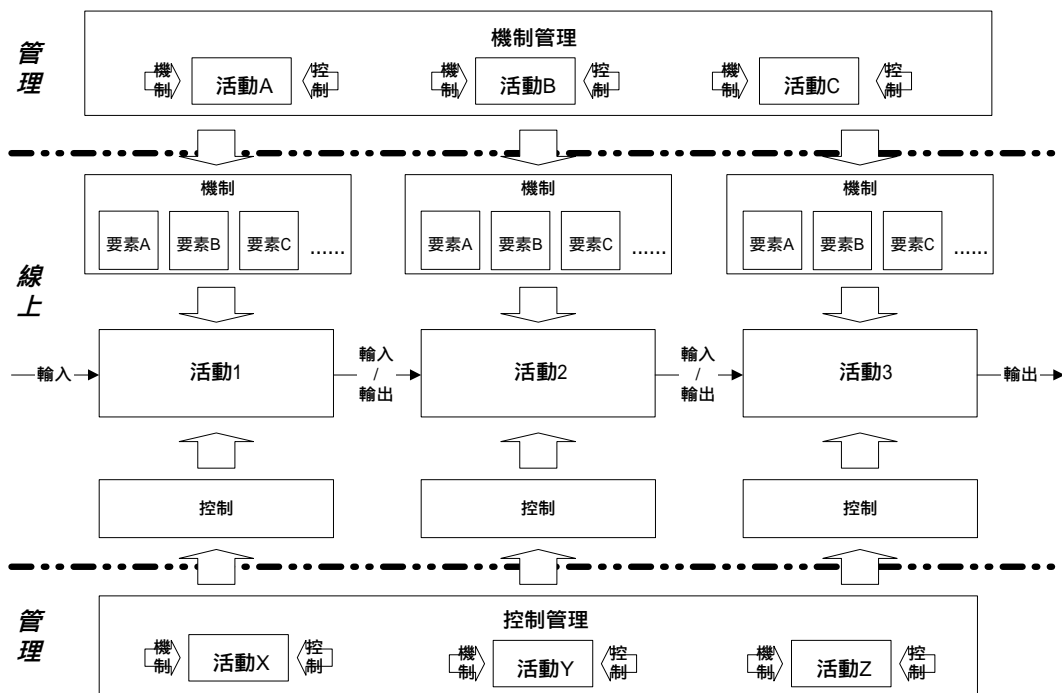 管理
機制管理
機制
活動A
控制
機制
活動B
控制
機制
活動C
控制
線上
機制
要素A
要素B
要素C
......
機制
要素A
要素B
要素C
......
機制
要素A
要素B
要素C
......
輸入
活動1
輸入
/
輸出
活動2
輸入
/
輸出
活動3
輸出
控制
控制
控制
管理
控制管理
機制
活動X
控制
機制
活動Y
控制
機制
活動Z
控制